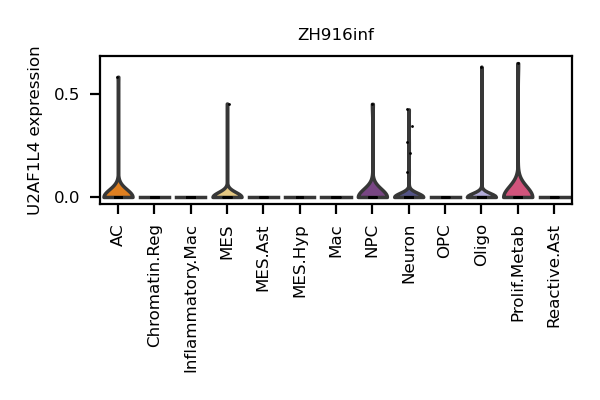 ZH916inf
U2AF1L4 expression
0.5
0.0
AC
Chromatin.Reg
Inflammatory.Mac
MES
MES.Ast
MES.Hyp
Mac
NPC
Neuron
OPC
Oligo
Prolif.Metab
Reactive.Ast